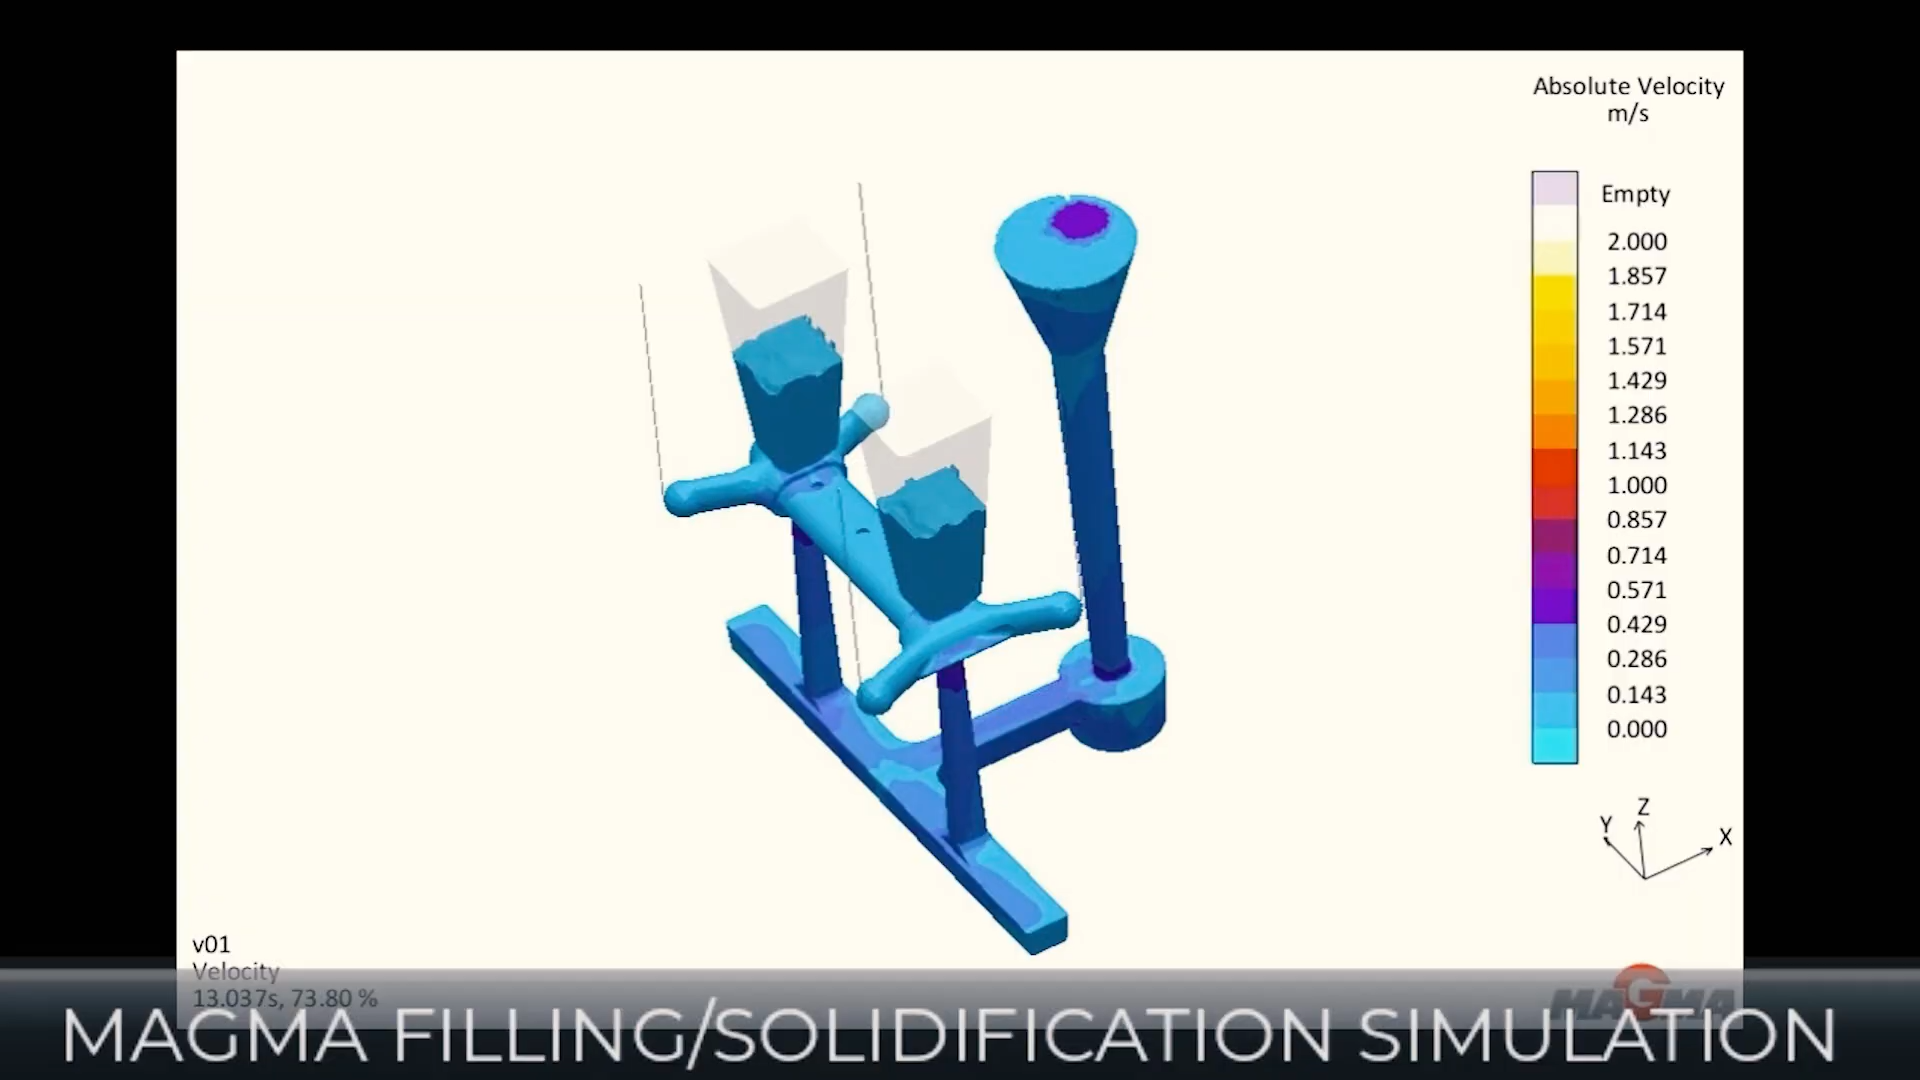 Absolute Velocity
m/s
Empty
2.000
1.857
1.714
1.571
1.429
1.286
1.143
1.000
0.857
0.714
0.571
0.429
0.286
0.143
0.000
Z
Y
X
v01
Velocity
13.037s, 73.80 %
MAGMA
MAGMA FILLING/SOLIDIFICATION SIMULATION